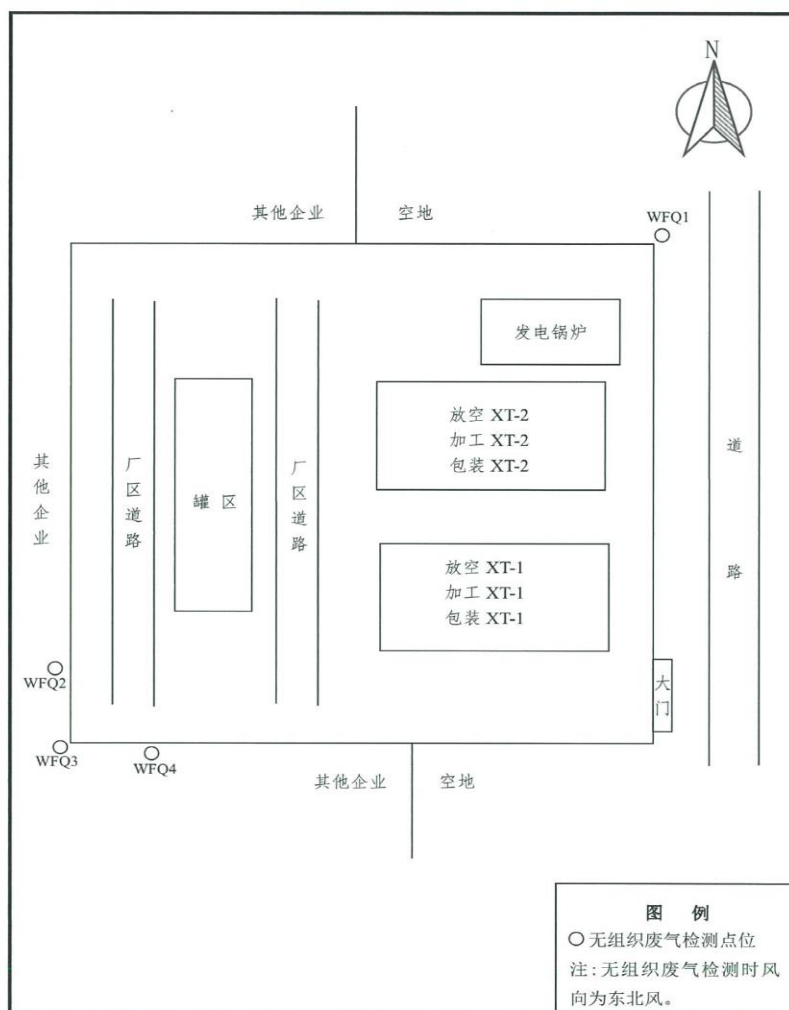 N
其他企业
空地
WFQ1
发电锅炉
放空 XT-2
加工 XT-2
包装 XT-2
其他企业
厂区道路
罐区
厂区道路
道路
放空 XT-1
加工 XT-1
包装 XT-1
WFQ2
大门
WFQ3
WFQ4
其他企业
空地
图 例
○无组织废气检测点位
注:无组织废气检测时风
向为东北风。